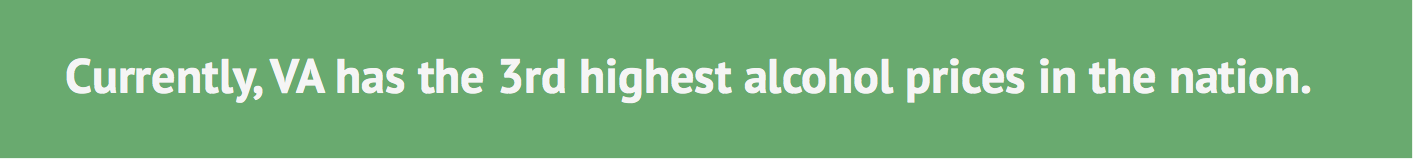 Currently, VA has the 3rd highest alcohol prices in the nation.